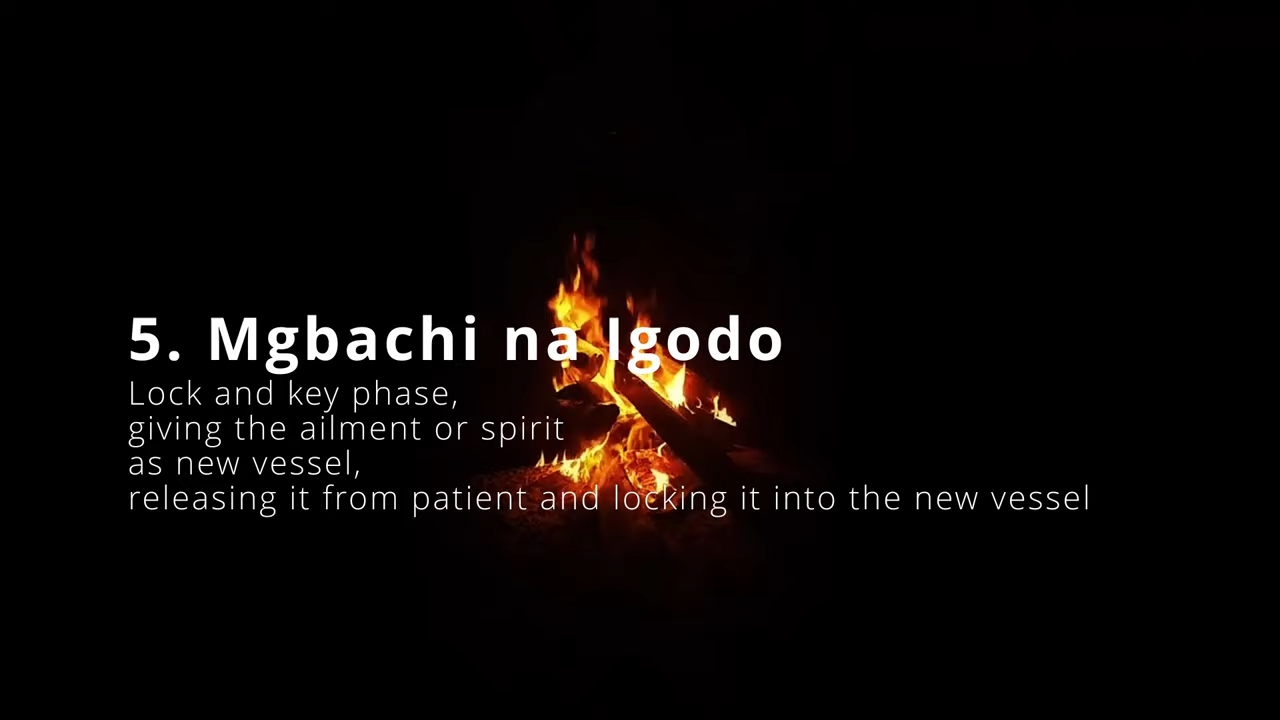 5. Mgbachi na Igodo
Lock and key phase,
giving the ailment or spirit
as new vessel,
releasing it from patient and locking it into the new vessel